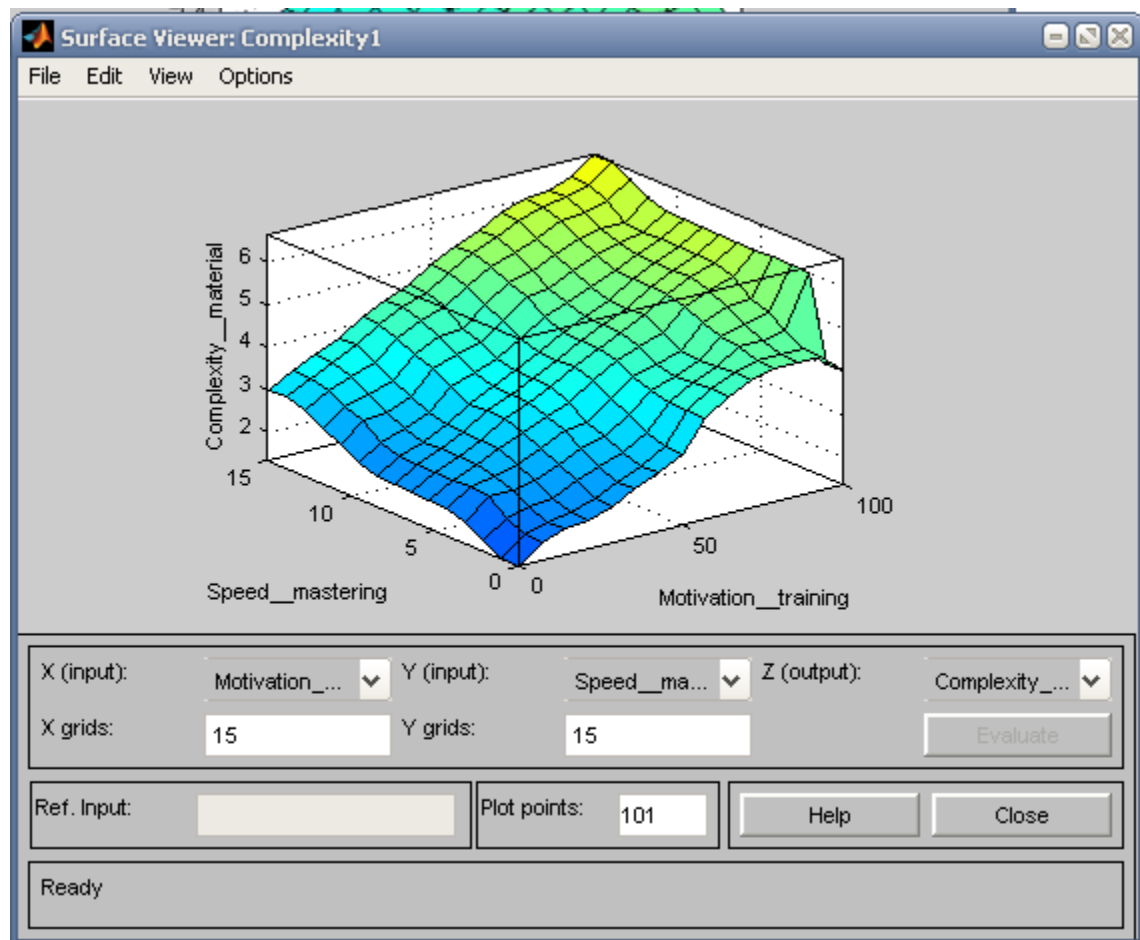 Surface Viewer: Complexity1
File Edit View Options
Complexity__material
6
5
4
3
2
15
10
5
0
0
50
100
Speed__mastering
Motivation__training
X (input): Motivation_... Y (input): Speed__ma... Z (output): Complexity_...
X grids: 15 Y grids: 15 Evaluate
Ref. Input: Plot points: 101 Help Close
Ready